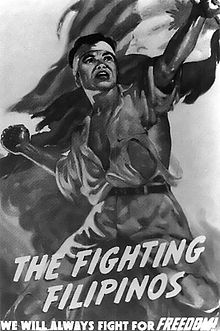 THE FIGHTING
FILIPINOS
WE WILL ALWAYS FIGHT FOR FREEDOM!